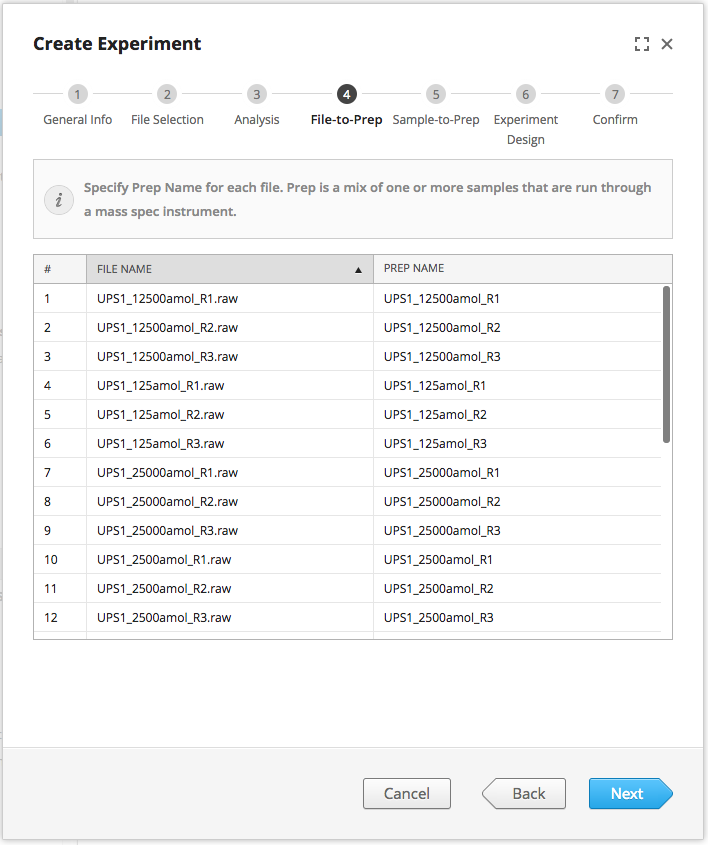 Create Experiment
1 2 3 4 5 6 7
General Info File Selection Analysis File-to-Prep Sample-to-Prep Experiment Design Confirm
i
Specify Prep Name for each file. Prep is a mix of one or more samples that are run through
a mass spec instrument.
# FILE NAME ▲ PREP NAME
1 UPS1_12500amol_R1.raw UPS1_12500amol_R1
2 UPS1_12500amol_R2.raw UPS1_12500amol_R2
3 UPS1_12500amol_R3.raw UPS1_12500amol_R3
4 UPS1_125amol_R1.raw UPS1_125amol_R1
5 UPS1_125amol_R2.raw UPS1_125amol_R2
6 UPS1_125amol_R3.raw UPS1_125amol_R3
7 UPS1_25000amol_R1.raw UPS1_25000amol_R1
8 UPS1_25000amol_R2.raw UPS1_25000amol_R2
9 UPS1_25000amol_R3.raw UPS1_25000amol_R3
10 UPS1_2500amol_R1.raw UPS1_2500amol_R1
11 UPS1_2500amol_R2.raw UPS1_2500amol_R2
12 UPS1_2500amol_R3.raw UPS1_2500amol_R3
Cancel Back Next